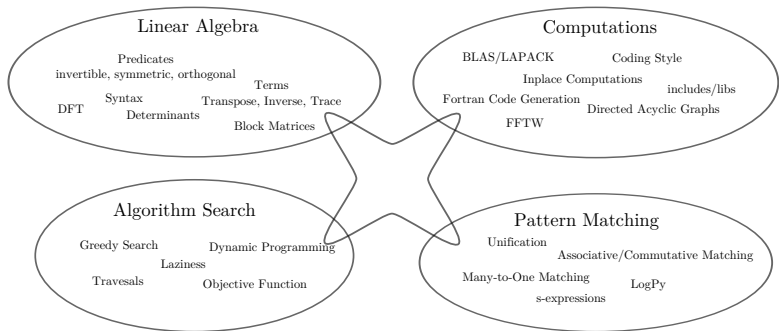 Linear Algebra
Predicates
invertible, symmetric, orthogonal
Terms
Syntax
Transpose, Inverse, Trace
DFT
Determinants
Block Matrices
Computations
BLAS/LAPACK
Coding Style
Inplace Computations
includes/libs
Fortran Code Generation
Directed Acyclic Graphs
FFTW
Algorithm Search
Greedy Search
Dynamic Programming
Laziness
Travesals
Objective Function
Pattern Matching
Unification
Associative/Commutative Matching
Many-to-One Matching
LogPy
s-expressions